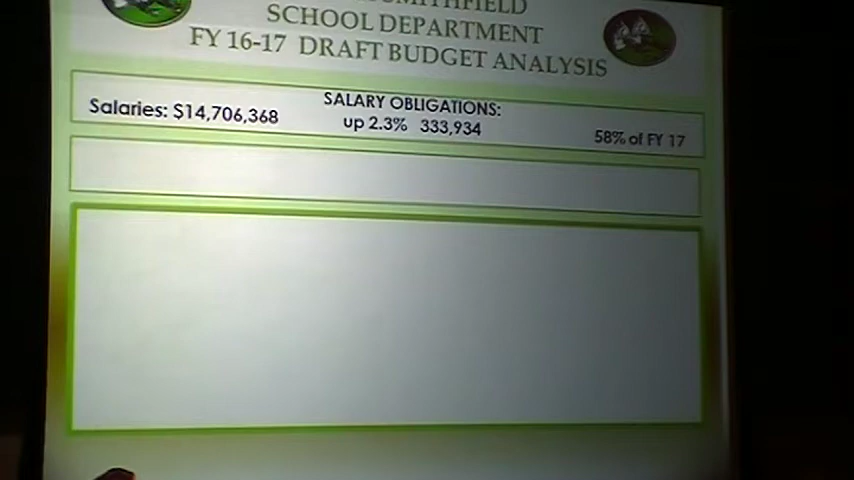 SMITHFIELD
SCHOOL DEPARTMENT
FY 16-17 DRAFT BUDGET ANALYSIS
SALARY OBLIGATIONS:
Salaries: $14,706,368 up 2.3% 333,934 58% of FY 17